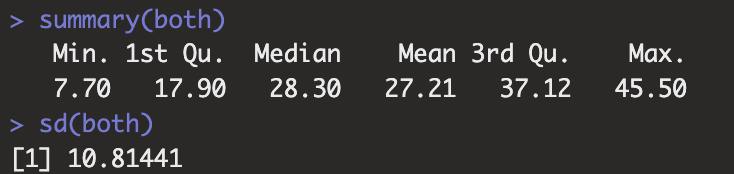 > summary(both)
   Min. 1st Qu.  Median    Mean 3rd Qu.    Max.
   7.70   17.90   28.30   27.21   37.12   45.50
> sd(both)
[1] 10.81441